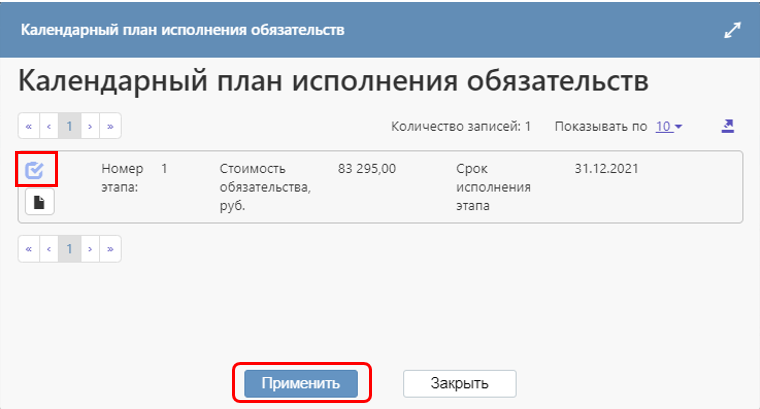 Календарный план исполнения обязательств
Календарный план исполнения обязательств
« ‹ 1 › » Количество записей: 1 Показывать по 10
Номер этапа: 1 Стоимость обязательства, руб. 83 295,00 Срок исполнения этапа 31.12.2021
« ‹ 1 › »
Применить Закрыть